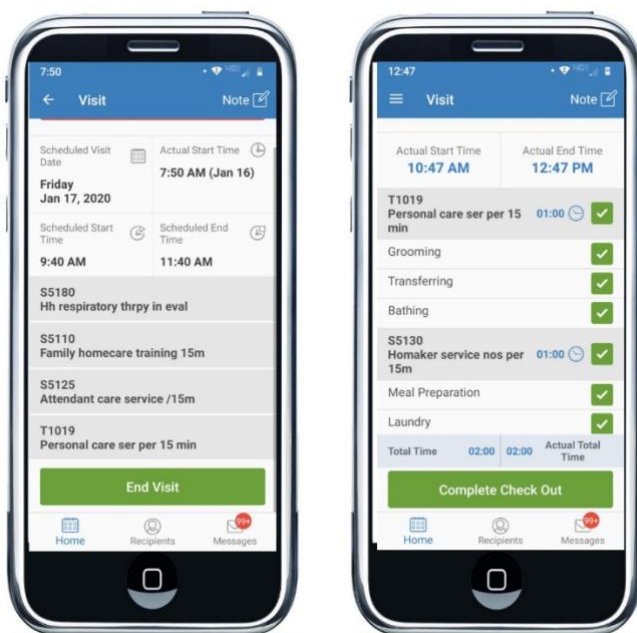 7:50
Visit
Note
Scheduled Visit
Date
Friday
Jan 17, 2020
Actual Start Time
7:50 AM (Jan 16)
Scheduled Start
Time
9:40 AM
Scheduled End
Time
11:40 AM
S5180
Hh respiratory thrpy in eval
S5110
Family homecare training 15m
S5125
Attendant care service /15m
T1019
Personal care ser per 15 min
End Visit
Home
Recipients
Messages
99+
12:47
Visit
Note
Actual Start Time
10:47 AM
Actual End Time
12:47 PM
T1019
Personal care ser per 15
min
01:00
Grooming
Transferring
Bathing
S5130
Homaker service nos per
15m
01:00
Meal Preparation
Laundry
Total Time
02:00
02:00
Actual Total
Time
Complete Check Out
Home
Recipients
Messages
99+